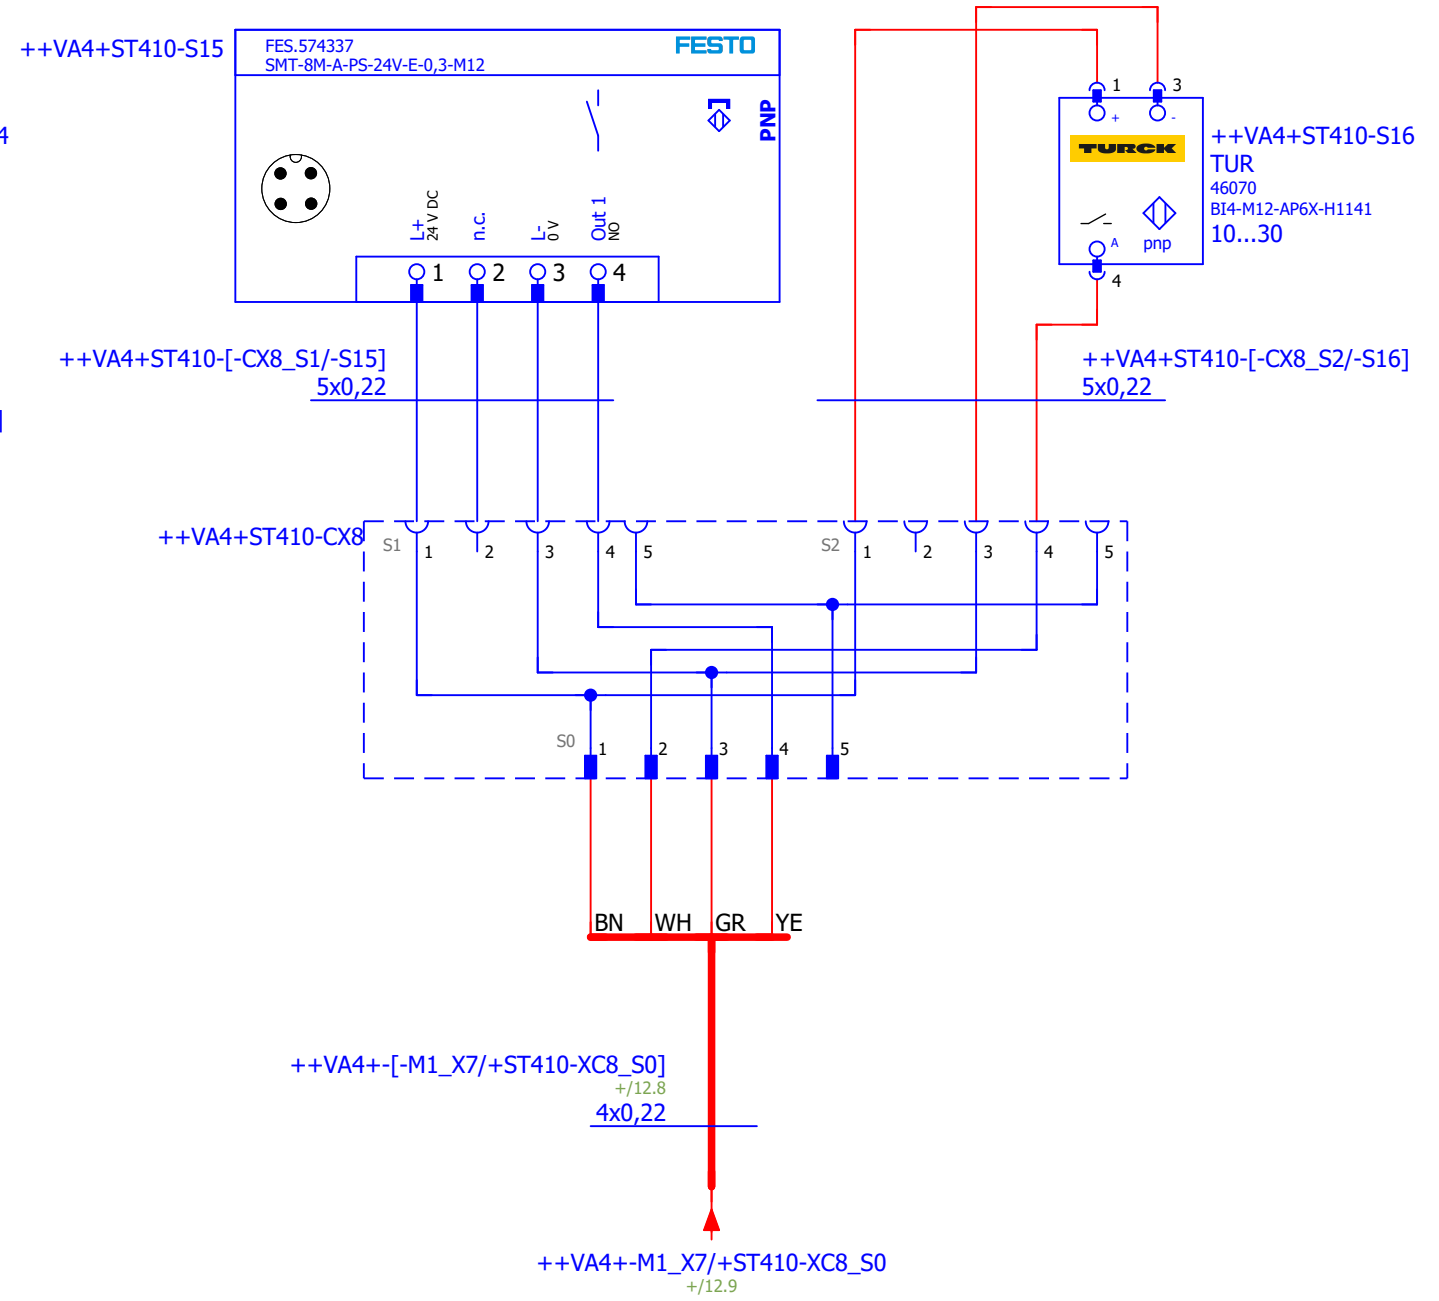 ++VA4+ST410-S15
FES.574337
SMT-8M-A-PS-24V-E-0,3-M12
FESTO
PNP
L+
24 V DC
n.c.
L-
0 V
Out 1
NO
1 2 3 4
1 3
+ -
TURCK
A
pnp
4
++VA4+ST410-S16
TUR
46070
BI4-M12-AP6X-H1141
10...30
4
]
++VA4+ST410-[-CX8_S1/-S15]
5x0,22
++VA4+ST410-[-CX8_S2/-S16]
5x0,22
++VA4+ST410-CX8
S1 1 2 3 4 5
S2 1 2 3 4 5
S0 1 2 3 4 5
BN WH GR YE
++VA4+-[-M1_X7/+ST410-XC8_S0]
+/12.8
4x0,22
++VA4+-M1_X7/+ST410-XC8_S0
+/12.9